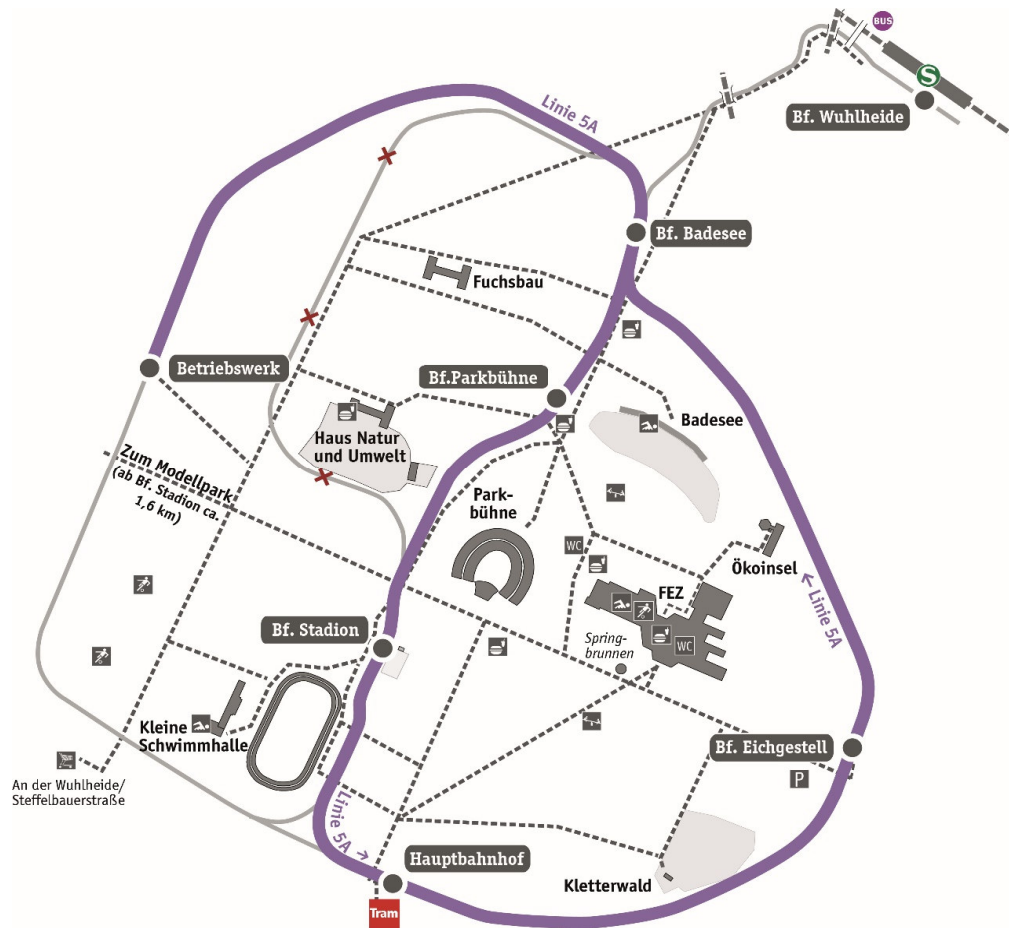 BUS
S
Linie 5A
Bf. Wuhlheide
Bf. Badesee
Fuchsbau
Betriebswerk
Bf.Parkbühne
Badesee
Haus Natur
und Umwelt
Zum Modellpark
(ab Bf. Stadion ca.
1,6 km)
Park-
bühne
WC
Ökoinsel
FEZ
← Linie 5A
Bf. Stadion
Spring-
brunnen
WC
Kleine
Schwimmhalle
Bf. Eichgestell
P
An der Wuhlheide/
Steffelbauerstraße
Linie 5A →
Hauptbahnhof
Kletterwald
Tram